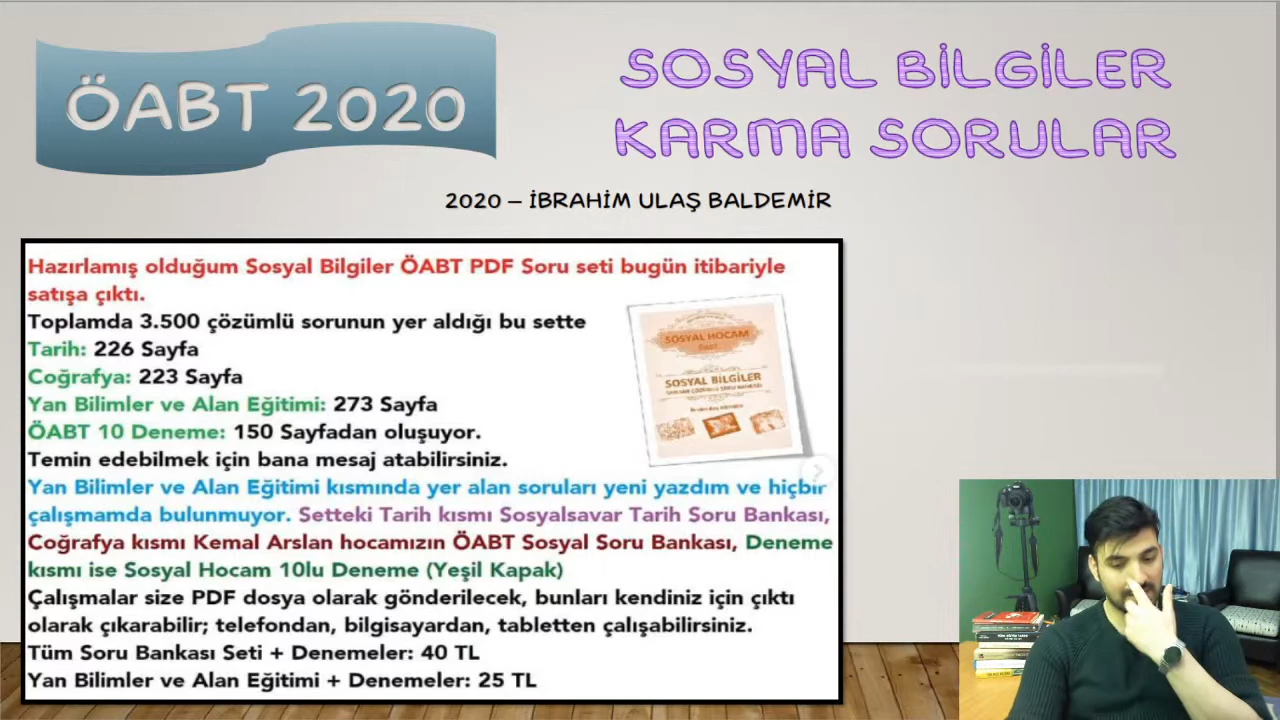 ÖABT 2020
SOSYAL BİLGİLER
KARMA SORULAR
2020 – İBRAHİM ULAŞ BALDEMİR
Hazırlamış olduğum Sosyal Bilgiler ÖABT PDF Soru seti bugün itibariyle
satışa çıktı.
Toplamda 3.500 çözümlü sorunun yer aldığı bu sette
Tarih: 226 Sayfa
Coğrafya: 223 Sayfa
Yan Bilimler ve Alan Eğitimi: 273 Sayfa
ÖABT 10 Deneme: 150 Sayfadan oluşuyor.
Temin edebilmek için bana mesaj atabilirsiniz.
Yan Bilimler ve Alan Eğitimi kısmında yer alan soruları yeni yazdım ve hiçbir
çalışmamda bulunmuyor. Setteki Tarih kısmı Sosyalsavar Tarih Soru Bankası,
Coğrafya kısmı Kemal Arslan hocamızın ÖABT Sosyal Soru Bankası, Deneme
kısmı ise Sosyal Hocam 10lu Deneme (Yeşil Kapak)
Çalışmalar size PDF dosya olarak gönderilecek, bunları kendiniz için çıktı
olarak çıkarabilir; telefondan, bilgisayardan, tabletten çalışabilirsiniz.
Tüm Soru Bankası Seti + Denemeler: 40 TL
Yan Bilimler ve Alan Eğitimi + Denemeler: 25 TL
SOSYAL HOCAM
SOSYAL BİLGİLER